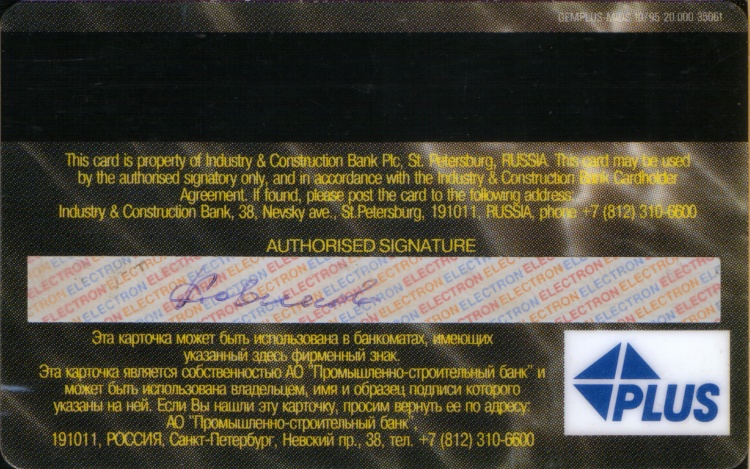 GEMPLUS 10/95 20.000 35061
This card is property of Industry & Construction Bank Plc, St. Petersburg, RUSSIA. This card may be used
by the authorised signatory only, and in accordance with the Industry & Construction Bank Cardholder
Agreement. If found, please post the card to the following address:
Industry & Construction Bank, 38, Nevsky ave., St.Petersburg, 191011, RUSSIA, phone +7 (812) 310-6600
AUTHORISED SIGNATURE
ELECTRON ELECTRON ELECTRON ELECTRON ELECTRON ELECTRON
Эта карточка может быть использована в банкоматах, имеющих
указанный здесь фирменный знак.
Эта карточка является собственностью АО "Промышленно-строительный банк" и
может быть использована владельцем, имя и образец подписи которого
указаны на ней. Если Вы нашли эту карточку, просим вернуть ее по адресу:
АО "Промышленно-строительный банк",
191011, РОССИЯ, Санкт-Петербург, Невский пр., 38, тел. +7 (812) 310-6600
PLUS